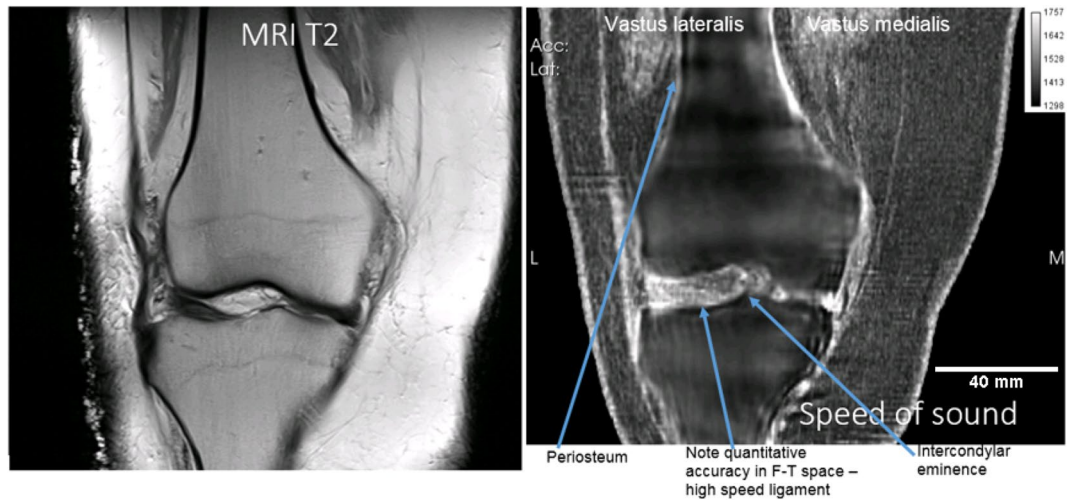 MRI T2
Vastus lateralis
Vastus medialis
1757
1642
1528
1413
1298
Acc:
Lat:
L
M
40 mm
Speed of sound
Periosteum
Note quantitative
accuracy in F-T space –
high speed ligament
Intercondylar
eminence